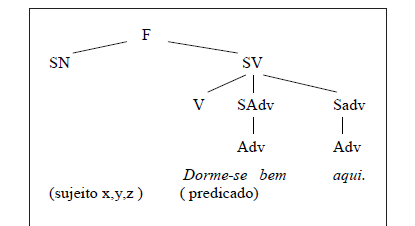 F
SN SV
V SAdv Sadv
Adv Adv
Dorme-se bem aqui.
(sujeito x,y,z ) ( predicado)